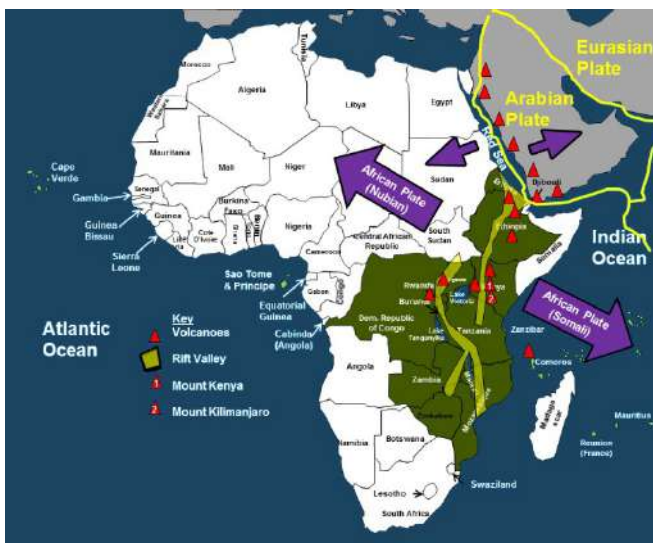 Eurasian
Plate
Tunisia
Morocco
Arabian
Plate
Algeria
Libya
Egypt
Western
Sahara
Red Sea
Mauritania
Mali
Niger
African Plate
(Nubian)
Sudan
Cape
Verde
Djibouti
Senegal
Gambia
Burkina
Faso
Guinea
Guinea
Bissau
Cote
D'Ivoire
Ghana
Nigeria
Ethiopia
Central African
Republic
South
Sudan
Somalia
Indian
Ocean
Sierra
Leone
Cameroon
Sao Tome
& Principe
Gabon
Congo
Equatorial
Guinea
Rwanda
Burundi
Uganda
Lake
Victoria
Kenya
1
2
Dem. Republic
of Congo
Lake
Tanganyika
Tanzania
Zanzibar
African Plate
(Somali)
Cabinda
(Angola)
Atlantic
Ocean
Key
Volcanoes
Rift Valley
1 Mount Kenya
2 Mount Kilimanjaro
Comoros
Angola
Zambia
Malawi
Mozambique
Zimbabwe
Madagascar
Mauritius
Reunion
(France)
Namibia
Botswana
Swaziland
Lesotho
South Africa